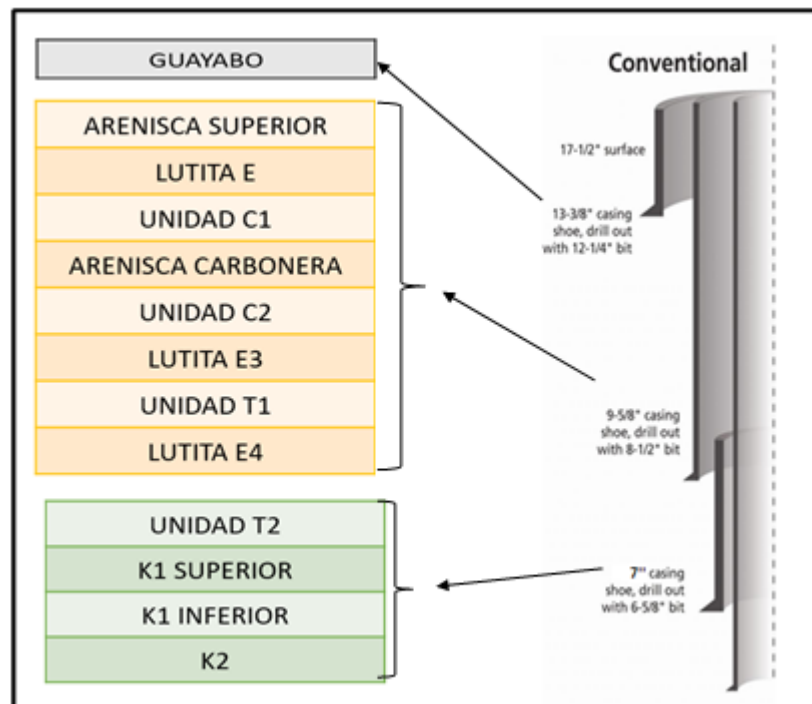 GUAYABO
ARENISCA SUPERIOR
LUTITA E
UNIDAD C1
ARENISCA CARBONERA
UNIDAD C2
LUTITA E3
UNIDAD T1
LUTITA E4
UNIDAD T2
K1 SUPERIOR
K1 INFERIOR
K2
Conventional
17-1/2" surface
13-3/8" casing
shoe, drill out
with 12-1/4" bit
9-5/8" casing
shoe, drill out
with 8-1/2" bit
7" casing
shoe, drill out
with 6-5/8" bit